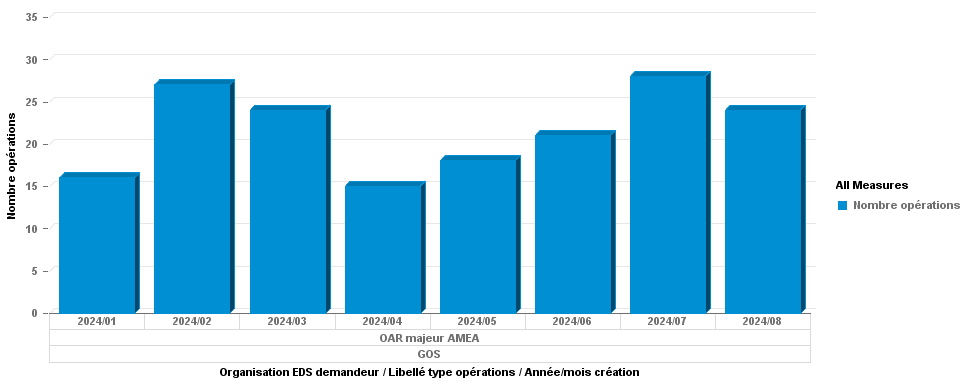 35
30
25
20
15
10
5
0
Nombre opérations
2024/01 2024/02 2024/03 2024/04 2024/05 2024/06 2024/07 2024/08
OAR majeur AMEA
GOS
Organisation EDS demandeur / Libellé type opérations / Année/mois création
All Measures
Nombre opérations